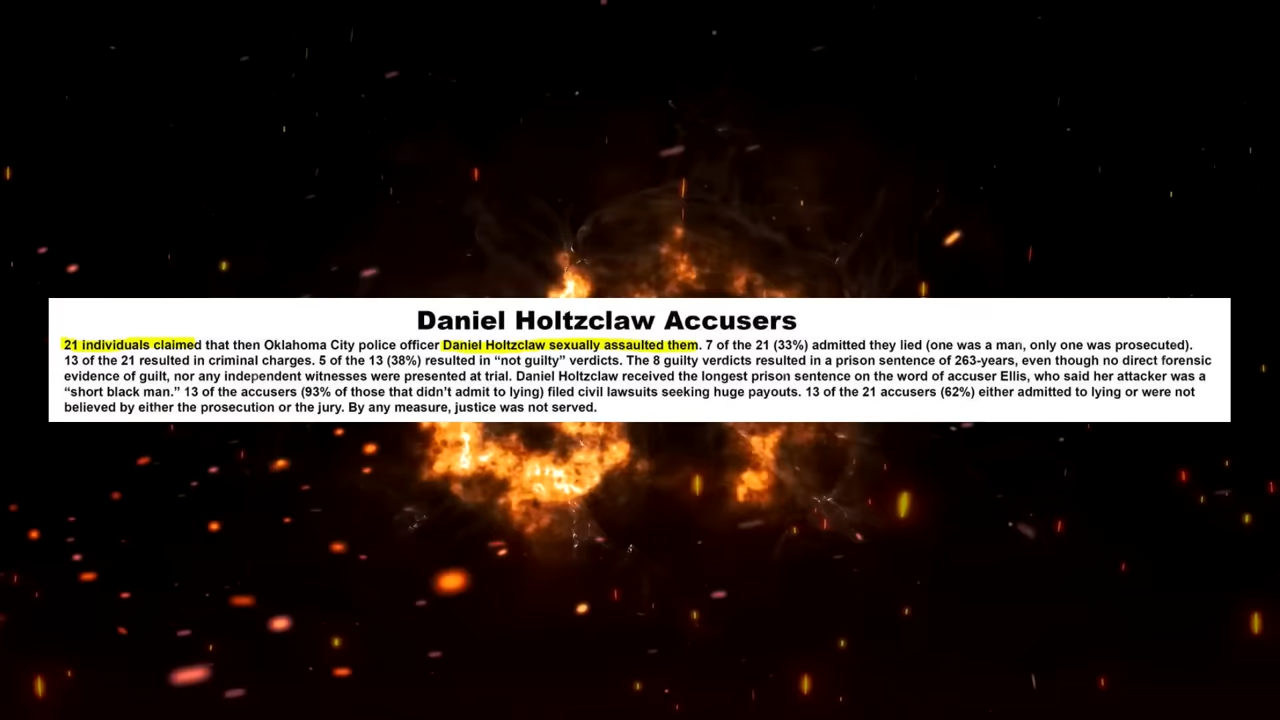 Daniel Holtzclaw Accusers
21 individuals claimed that then Oklahoma City police officer Daniel Holtzclaw sexually assaulted them. 7 of the 21 (33%) admitted they lied (one was a man, only one was prosecuted).
13 of the 21 resulted in criminal charges. 5 of the 13 (38%) resulted in “not guilty” verdicts. The 8 guilty verdicts resulted in a prison sentence of 263-years, even though no direct forensic
evidence of guilt, nor any independent witnesses were presented at trial. Daniel Holtzclaw received the longest prison sentence on the word of accuser Ellis, who said her attacker was a
“short black man.” 13 of the accusers (93% of those that didn’t admit to lying) filed civil lawsuits seeking huge payouts. 13 of the 21 accusers (62%) either admitted to lying or were not
believed by either the prosecution or the jury. By any measure, justice was not served.